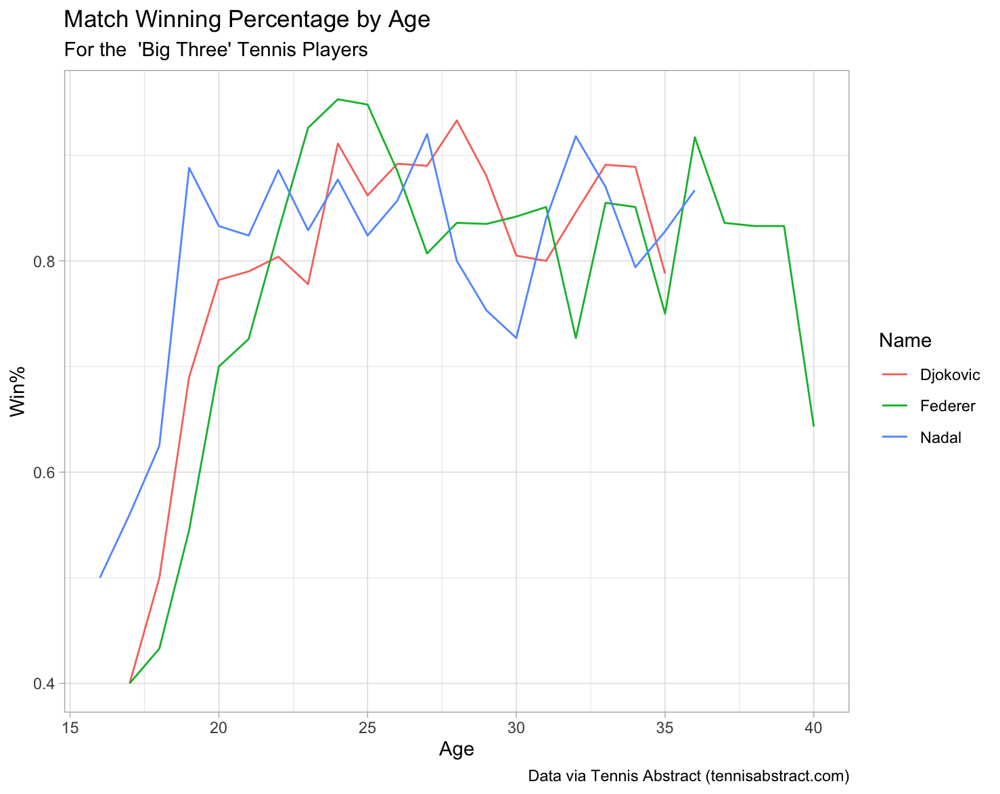 Match Winning Percentage by Age
For the  'Big Three' Tennis Players
Win%
0.8
0.6
0.4
15 20 25 30 35 40
Age
Name
Djokovic
Federer
Nadal
Data via Tennis Abstract (tennisabstract.com)